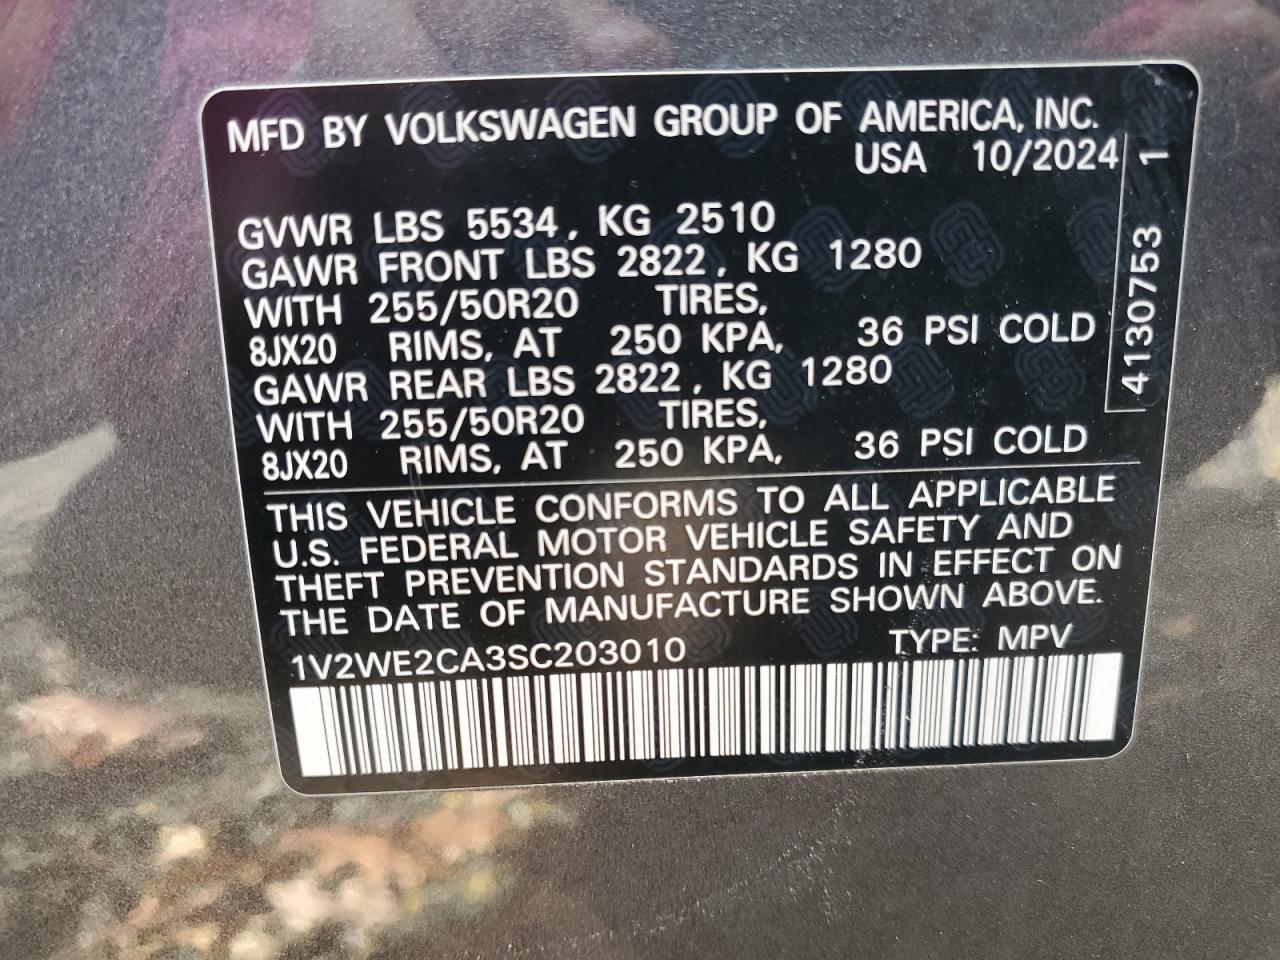 MFD BY VOLKSWAGEN GROUP OF AMERICA, INC.
USA 10/2024
GVWR LBS 5534, KG 2510
GAWR FRONT LBS 2822, KG 1280
WITH 255/50R20 TIRES,
8JX20 RIMS, AT 250 KPA, 36 PSI COLD
GAWR REAR LBS 2822, KG 1280
WITH 255/50R20 TIRES,
8JX20 RIMS, AT 250 KPA, 36 PSI COLD
THIS VEHICLE CONFORMS TO ALL APPLICABLE
U.S. FEDERAL MOTOR VEHICLE SAFETY AND
THEFT PREVENTION STANDARDS IN EFFECT ON
THE DATE OF MANUFACTURE SHOWN ABOVE.
1V2WE2CA3SC203010 TYPE: MPV
4130753 1